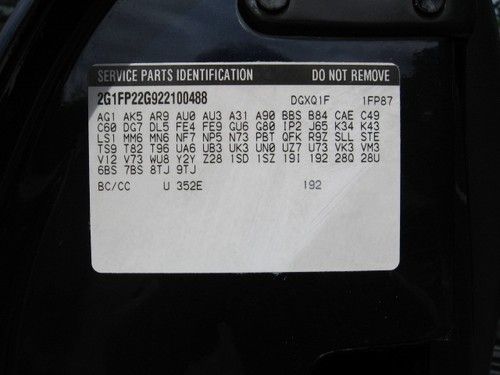 SERVICE PARTS IDENTIFICATION DO NOT REMOVE
2G1FP22G922100488 DGXQ1F 1FP87
AG1 AK5 AR9 AU0 AU3 A31 A90 BBS B84 CAE C49
C60 DG7 DL5 FE4 FE9 GU6 G80 IP2 J65 K34 K43
LS1 MM6 MN6 NF7 NP5 N73 PBT QFK R9Z SLL STE
TS9 T82 T96 UA6 UB3 UK3 UN0 UZ7 U73 VK3 VM3
V12 V73 WU8 Y2Y Z28 1SD 1SZ 19I 192 28Q 28U
6BS 7BS 8TJ 9TJ
BC/CC U 352E 192